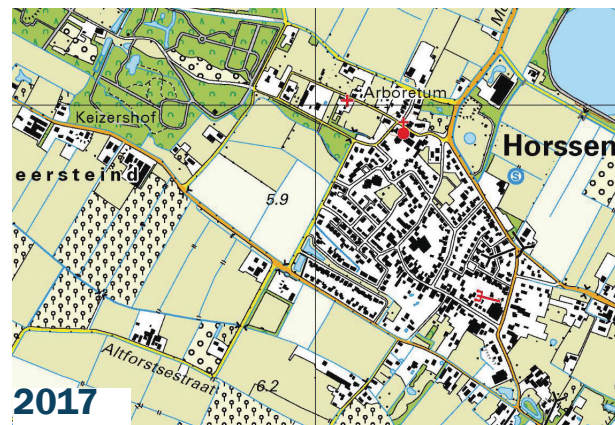 Arboretum
Keizershof
Horssen
eersteind
S
5.9
Altforstsestraat
6.2
2017